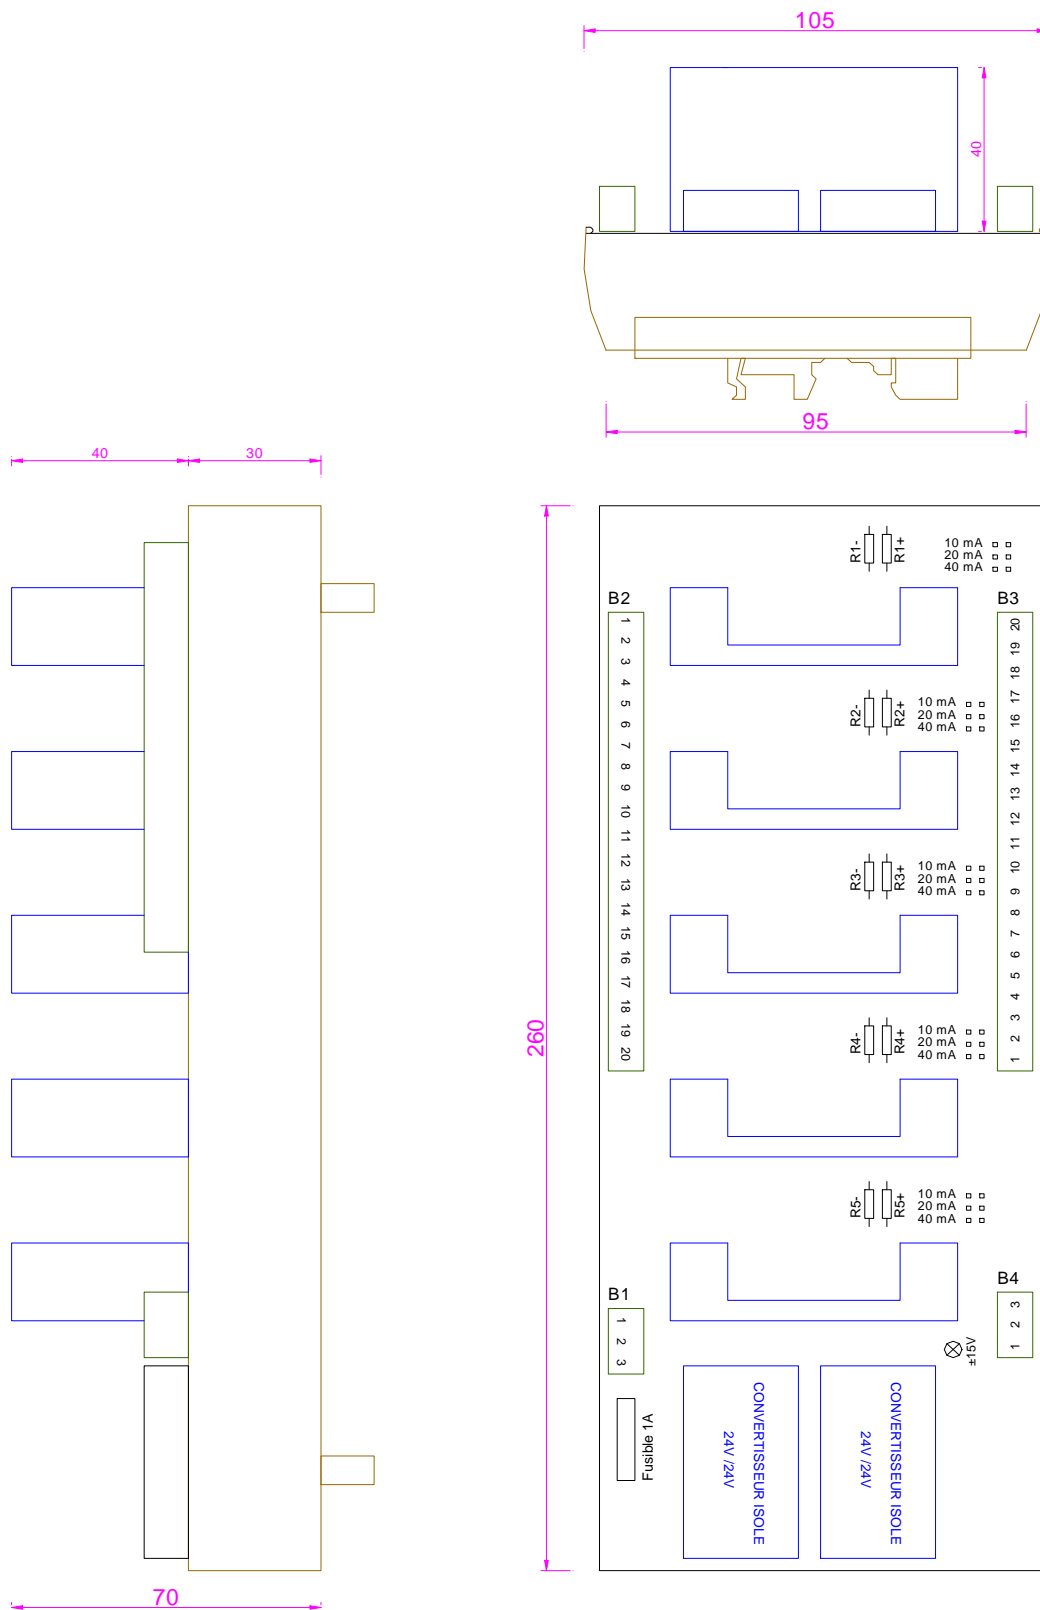 105
40
95
40
30
R1-
R1+
10 mA
20 mA
40 mA
B2
1
2
3
4
5
6
7
8
9
10
11
12
13
14
15
16
17
18
19
20
B3
20
19
18
17
16
15
14
13
12
11
10
9
8
7
6
5
4
3
2
1
R2-
R2+
10 mA
20 mA
40 mA
R3-
R3+
10 mA
20 mA
40 mA
260
R4-
R4+
10 mA
20 mA
40 mA
R5-
R5+
10 mA
20 mA
40 mA
B1
1
2
3
B4
3
2
1
±15V
Fusible 1A
CONVERTISSEUR ISOLE
24V /24V
CONVERTISSEUR ISOLE
24V /24V
70